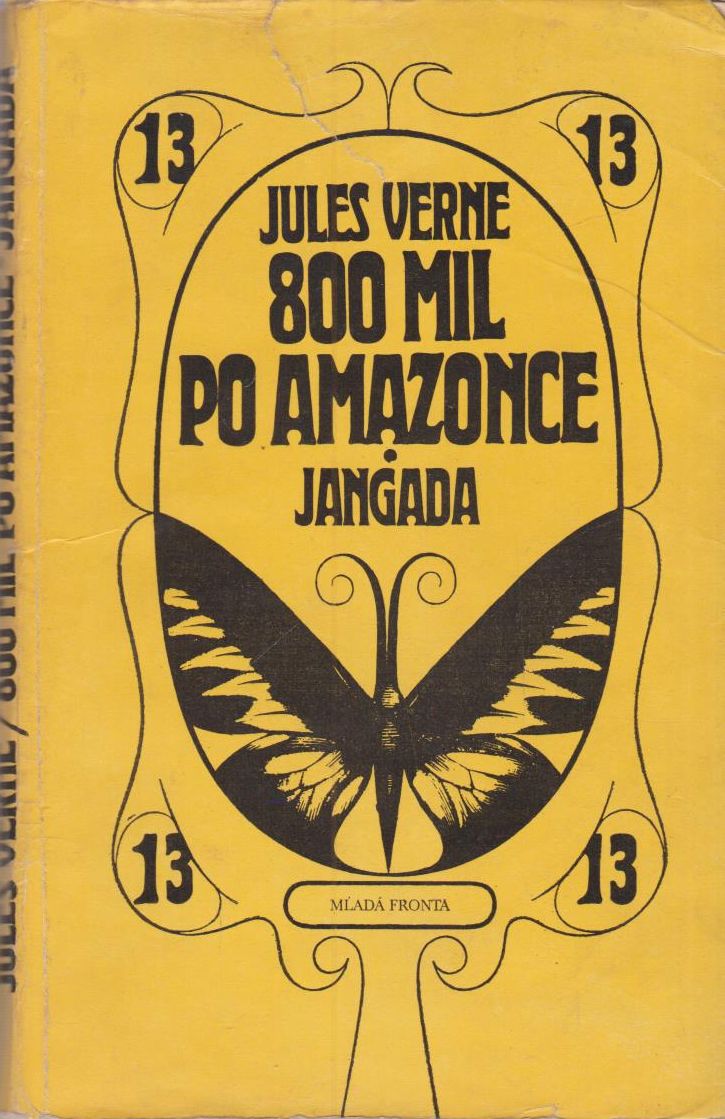 13 13
JULES VERNE
800 MIL
PO AMAZONCE
JANGADA
13 13
MLADÁ FRONTA
JULES VERNE / 800 MIL PO AMAZONCE JANGADA